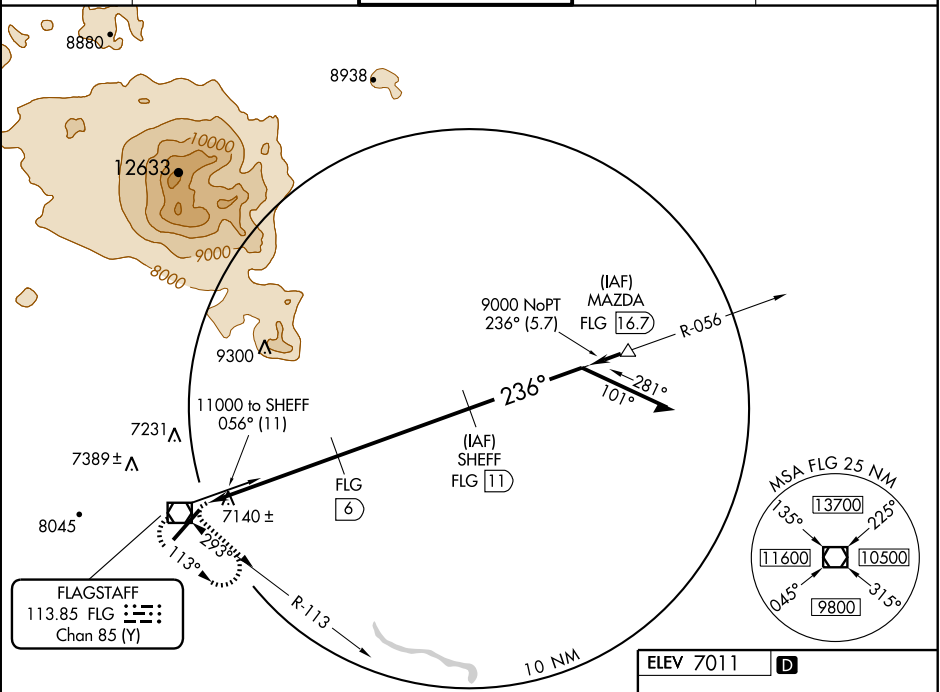 8880
8938
10000
12633
9000
8000
9300
(IAF)
MAZDA
FLG 16.7
9000 NoPT
236° (5.7)
R-056
236°
281°
101°
11000 to SHEFF
056° (11)
(IAF)
SHEFF
FLG 11
FLG
6
7231
7389 ±
7140 ±
8045
293°
113°
R-113
FLAGSTAFF
113.85 FLG
Chan 85 (Y)
10 NM
MSA FLG 25 NM
13700
135°
225°
11600
10500
045°
315°
9800
ELEV 7011 D